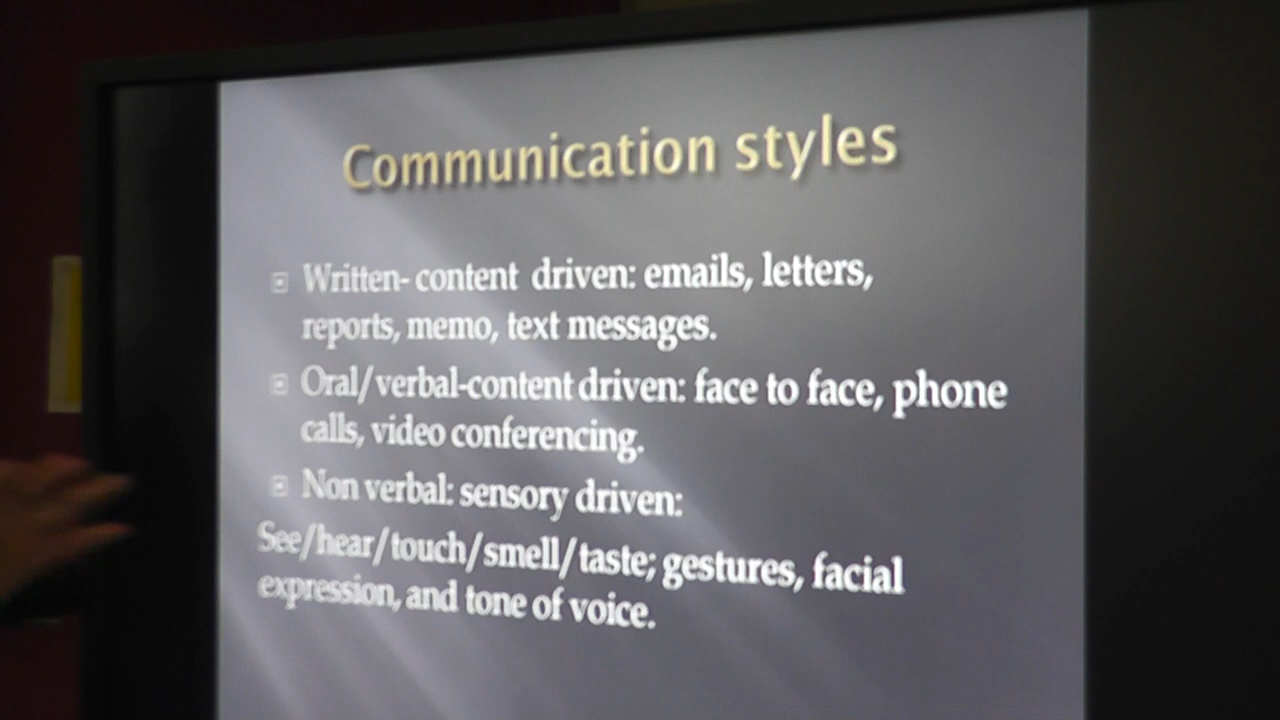 Communication styles
Written- content driven: emails, letters,
reports, memo, text messages.
Oral/verbal-content driven: face to face, phone
calls, video conferencing.
Non verbal: sensory driven:
See/hear/touch/smell/taste; gestures, facial
expression, and tone of voice.